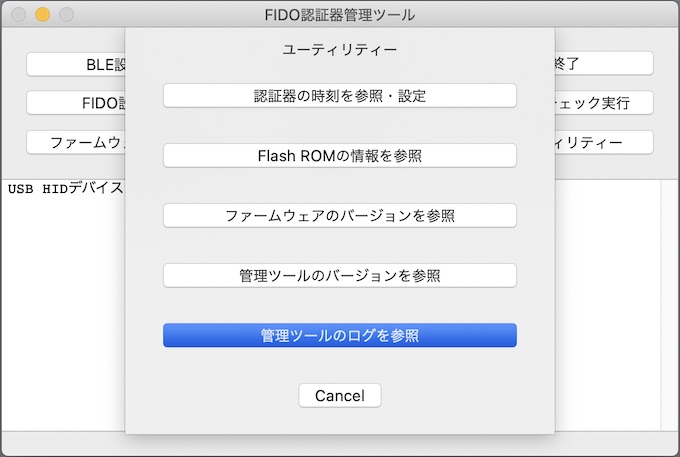 FIDO認証器管理ツール
ユーティリティー
BLE設
終了
認証器の時刻を参照・設定
FIDO設
ェック実行
Flash ROMの情報を参照
ファームウ
ィリティー
USB HIDデバイス
ファームウェアのバージョンを参照
管理ツールのバージョンを参照
管理ツールのログを参照
Cancel